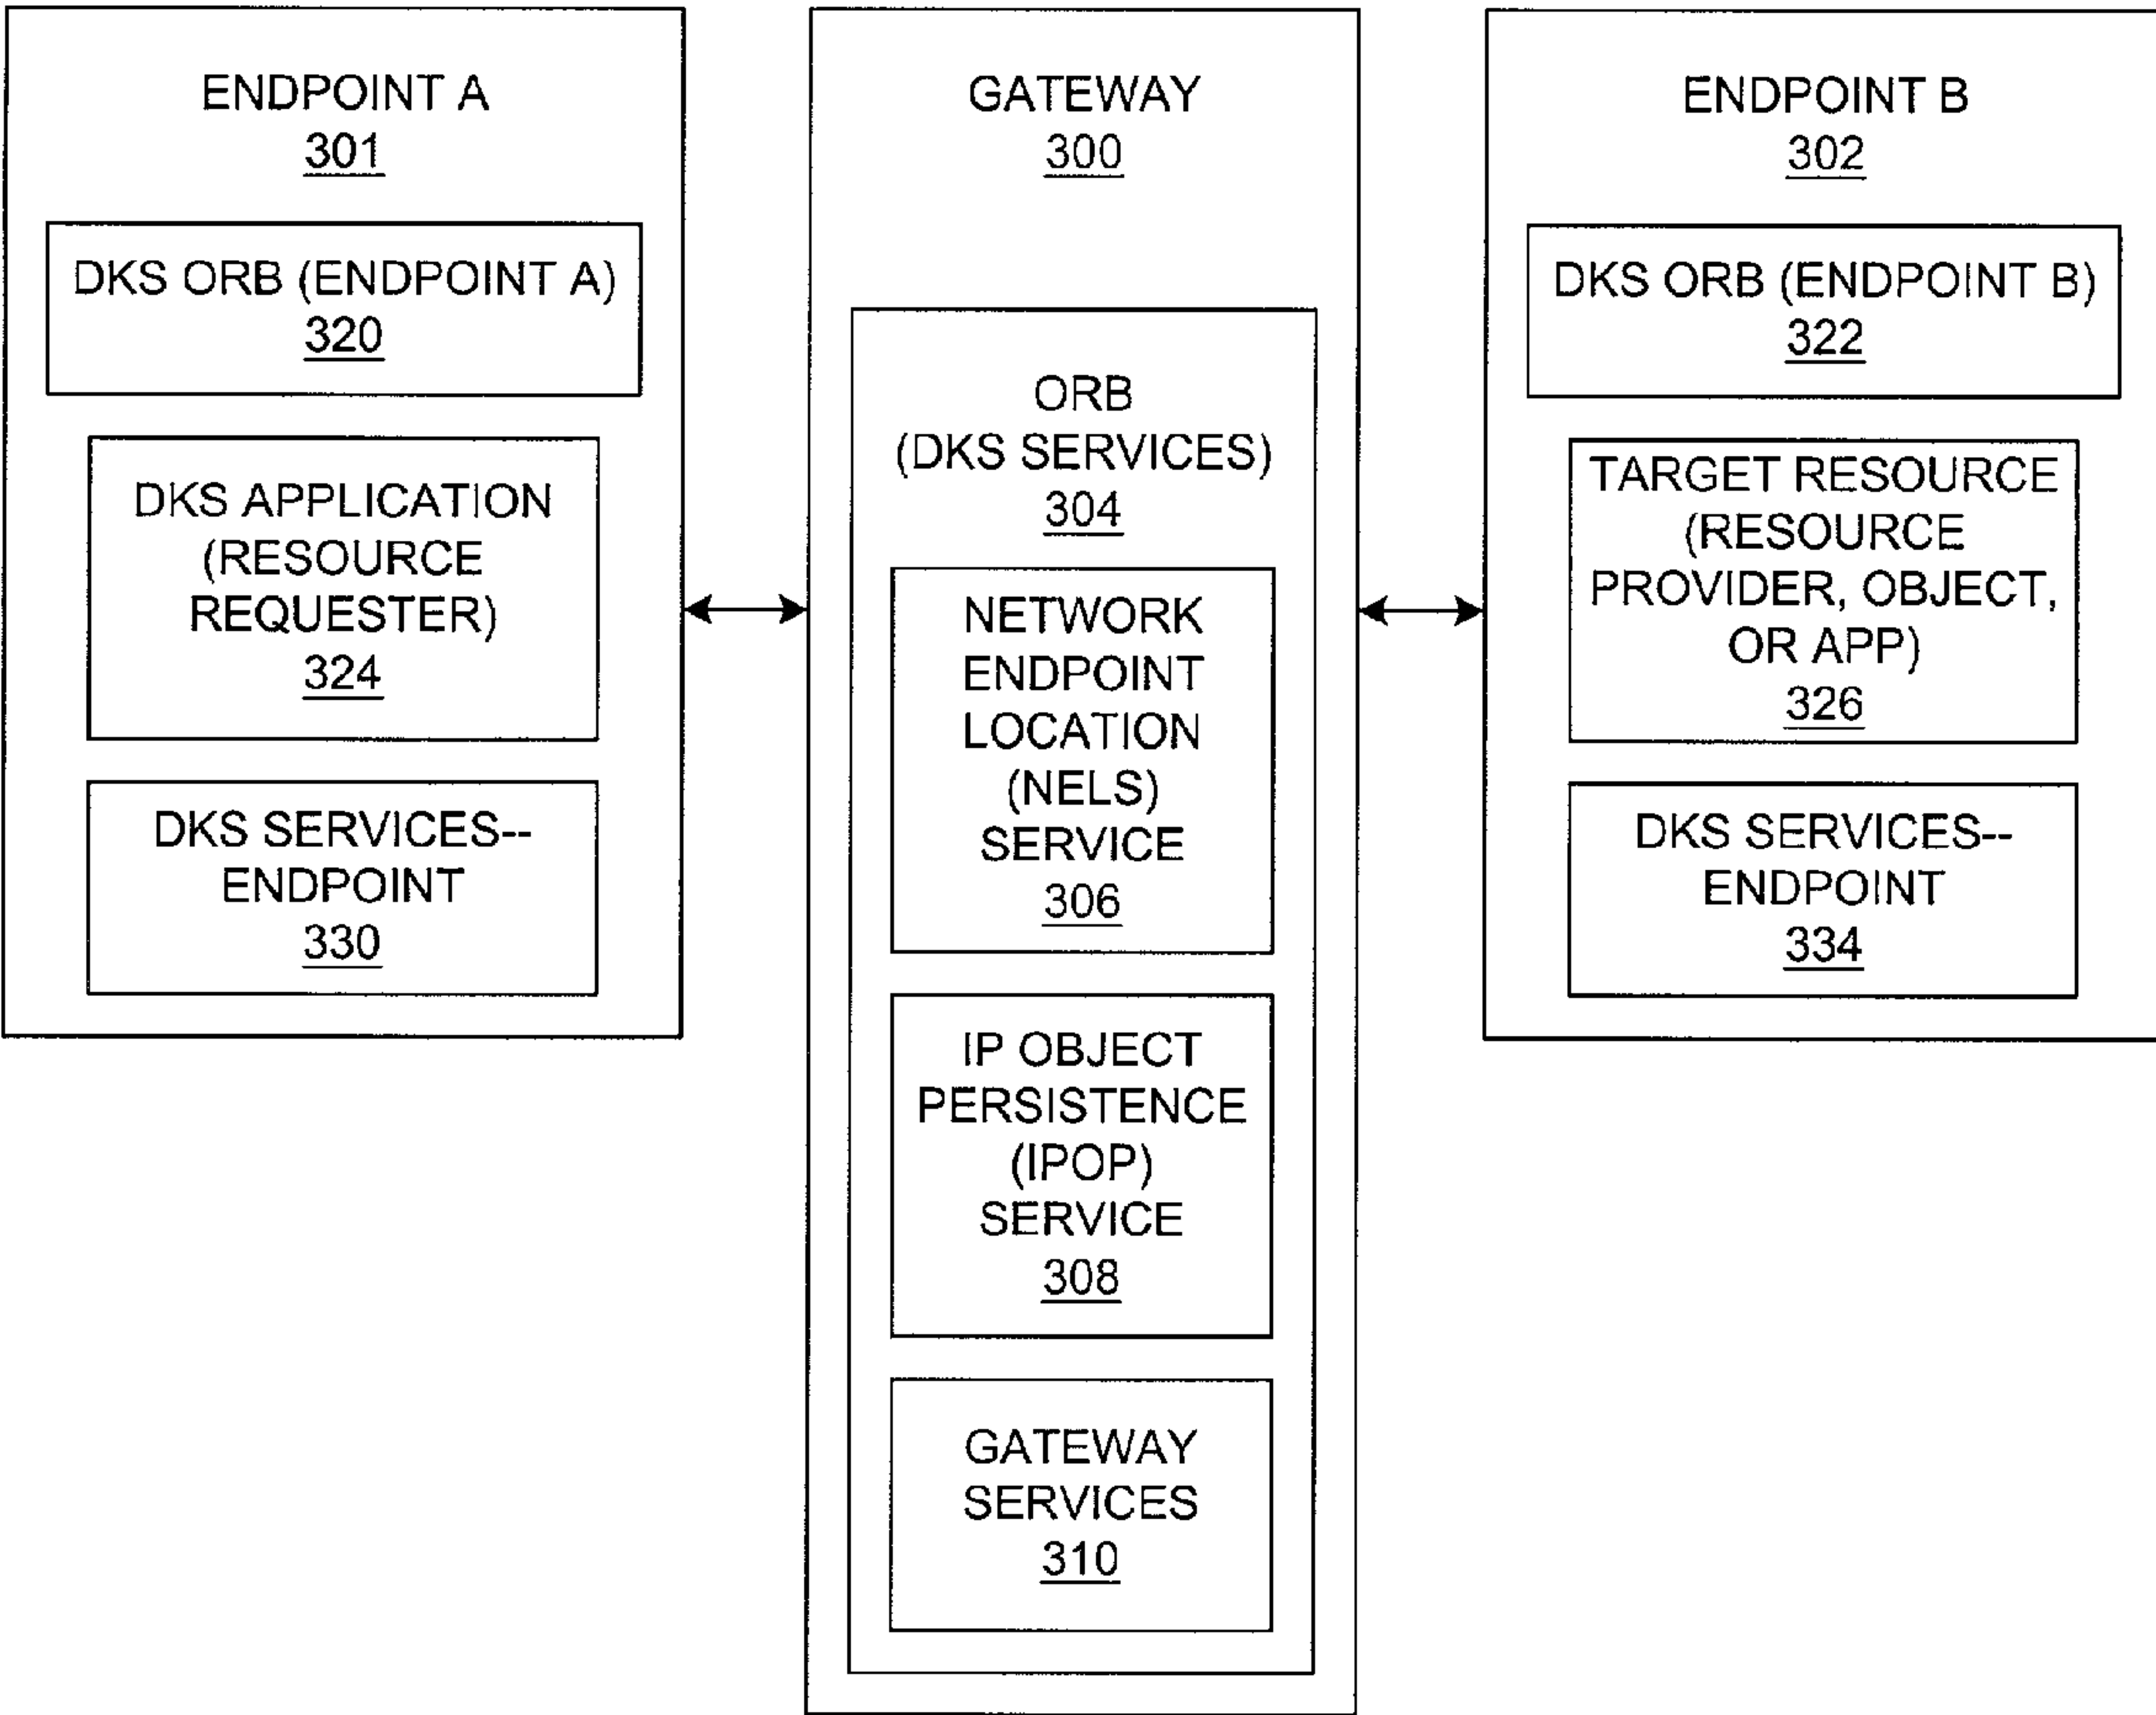 ENDPOINT A
301
DKS ORB (ENDPOINT A)
320
DKS APPLICATION
(RESOURCE
REQUESTER)
324
DKS SERVICES--
ENDPOINT
330
GATEWAY
300
ORB
(DKS SERVICES)
304
NETWORK
ENDPOINT
LOCATION
(NELS)
SERVICE
306
IP OBJECT
PERSISTENCE
(IPOP)
SERVICE
308
GATEWAY
SERVICES
310
ENDPOINT B
302
DKS ORB (ENDPOINT B)
322
TARGET RESOURCE
(RESOURCE
PROVIDER, OBJECT,
OR APP)
326
DKS SERVICES--
ENDPOINT
334